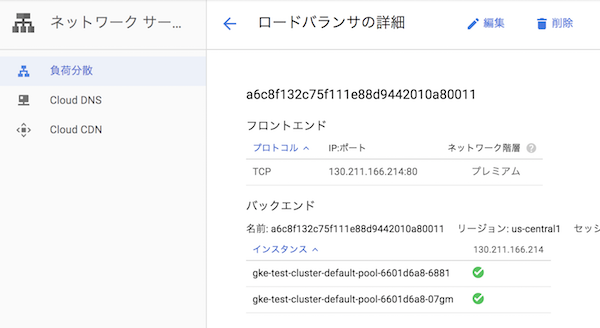 ネットワーク サー...
ロードバランサの詳細
編集
削除
負荷分散
Cloud DNS
Cloud CDN
a6c8f132c75f111e88d9442010a80011
フロントエンド
プロトコル IP:ポート ネットワーク階層
TCP 130.211.166.214:80 プレミアム
バックエンド
名前: a6c8f132c75f111e88d9442010a80011 リージョン: us-central1 セッシ
インスタンス 130.211.166.214
gke-test-cluster-default-pool-6601d6a8-6881
gke-test-cluster-default-pool-6601d6a8-07gm